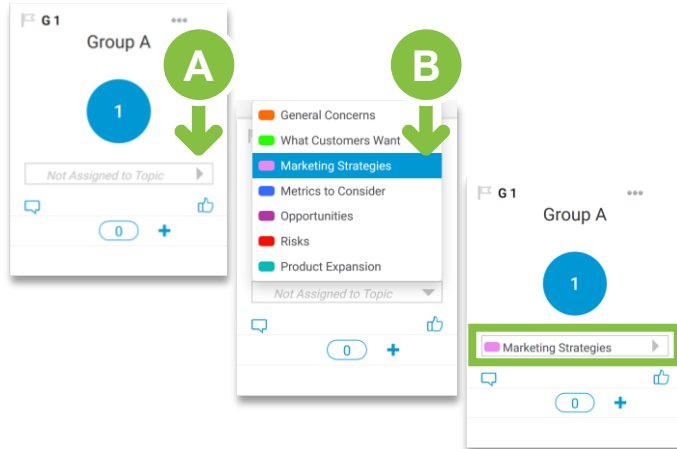 G 1
Group A
A
1
Not Assigned to Topic
0
B
General Concerns
What Customers Want
Marketing Strategies
Metrics to Consider
Opportunities
Risks
Product Expansion
Not Assigned to Topic
0
G 1
Group A
1
Marketing Strategies
0